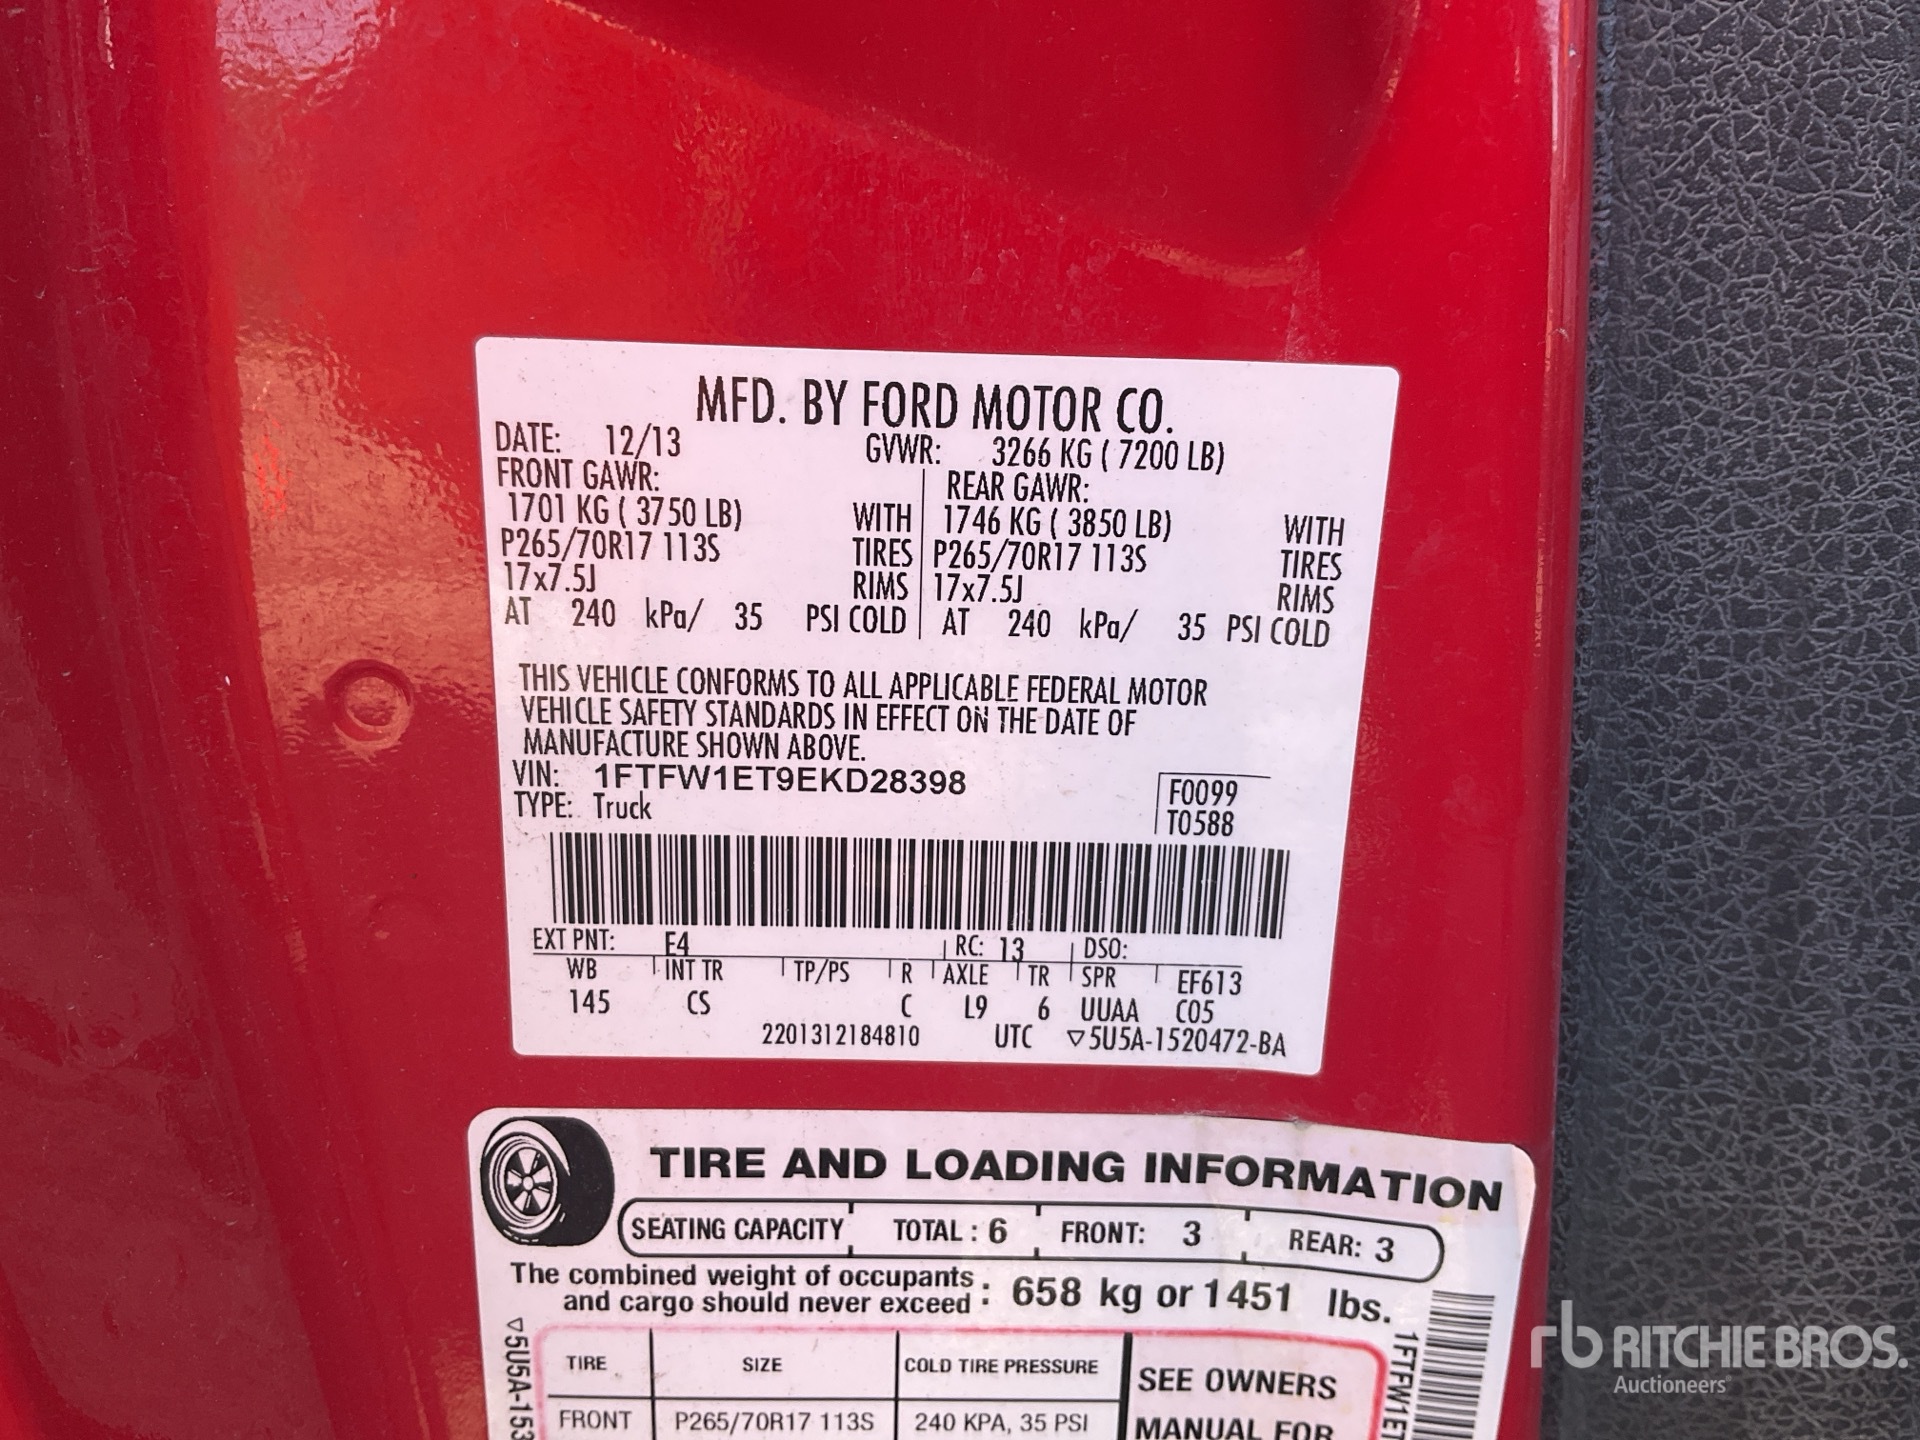 MFD. BY FORD MOTOR CO.
DATE: 12/13 GVWR: 3266 KG ( 7200 LB)
FRONT GAWR: REAR GAWR:
1701 KG ( 3750 LB) WITH 1746 KG ( 3850 LB) WITH
P265/70R17 113S TIRES P265/70R17 113S TIRES
17x7.5J RIMS 17x7.5J RIMS
AT 240 kPa/ 35 PSI COLD AT 240 kPa/ 35 PSI COLD
THIS VEHICLE CONFORMS TO ALL APPLICABLE FEDERAL MOTOR
VEHICLE SAFETY STANDARDS IN EFFECT ON THE DATE OF
MANUFACTURE SHOWN ABOVE.
VIN: 1FTFW1ET9EKD28398
TYPE: Truck
F0099
T0588
EXT PNT: E4 RC: 13 DSO:
WB INT TR TP/PS R AXLE TR SPR EF613
145 CS C L9 6 UUAA C05
2201312184810 UTC ▽5U5A-1520472-BA
TIRE AND LOADING INFORMATION
SEATING CAPACITY TOTAL : 6 FRONT: 3 REAR: 3
The combined weight of occupants
and cargo should never exceed : 658 kg or 1451 lbs.
TIRE SIZE COLD TIRE PRESSURE SEE OWNERS
FRONT P265/70R17 113S 240 KPA, 35 PSI MANUAL FOR
▽5U5A-153
1FTFW1ET
rb RITCHIE BROS.
Auctioneers